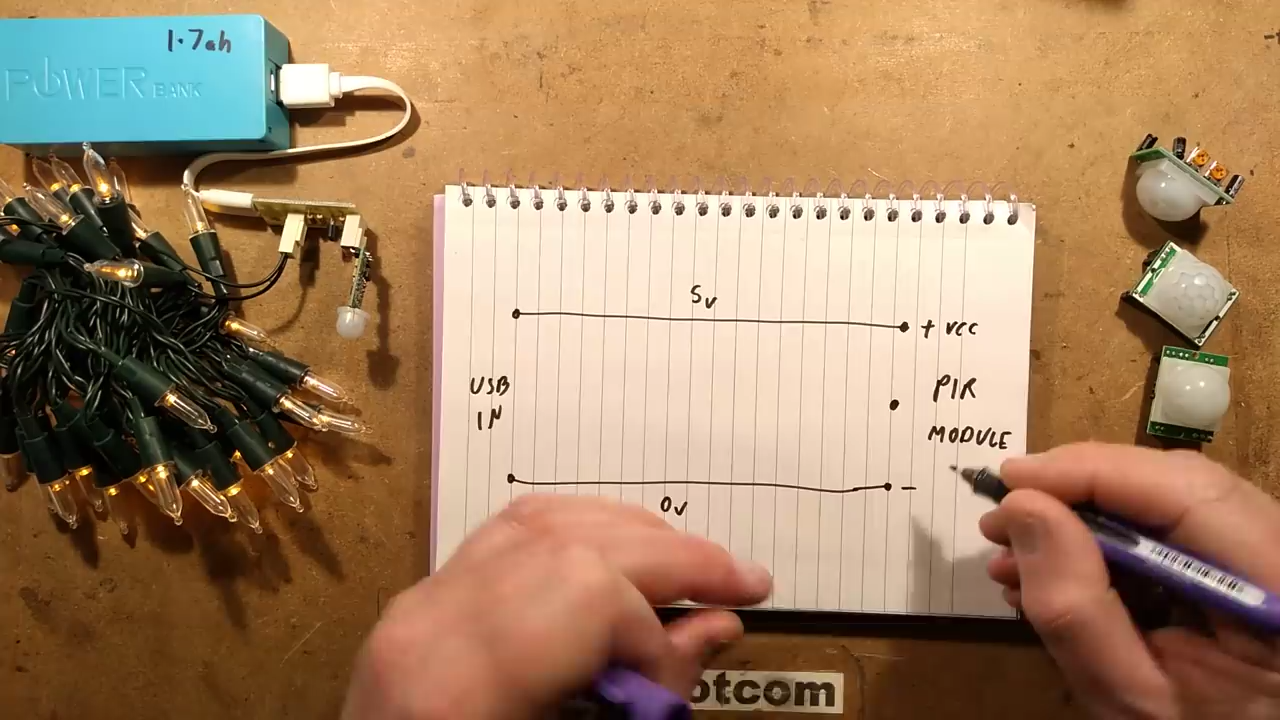 1.7ah
POWER BANK
5v
+ VCC
USB
IN
PIR
MODULE
-
0v
otcom